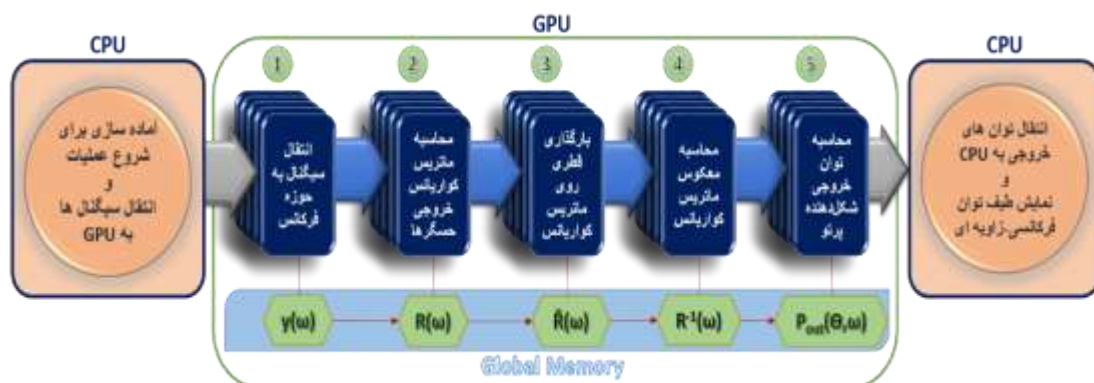 GPU
CPU
آماده سازی برای
شروع عملیات
و
انتقال سیگنال ها
به GPU
1
انتقال
سیگنال به
حوزه
فرکانس
2
محاسبه
ماتریس
کواریانس
خروجی
حسگرها
3
بارگذاری
قطری
روی
ماتریس
کواریانس
4
محاسبه
معکوس
ماتریس
کواریانس
5
محاسبه
توان
خروجی
شکل‌دهنده
پرتو
CPU
انتقال توان های
خروجی به CPU
و
نمایش طیف توان
فرکانسی-زاویه ای
y(ω)
R(ω)
R̂(ω)
R⁻¹(ω)
Pout(Θ,ω)
Global Memory